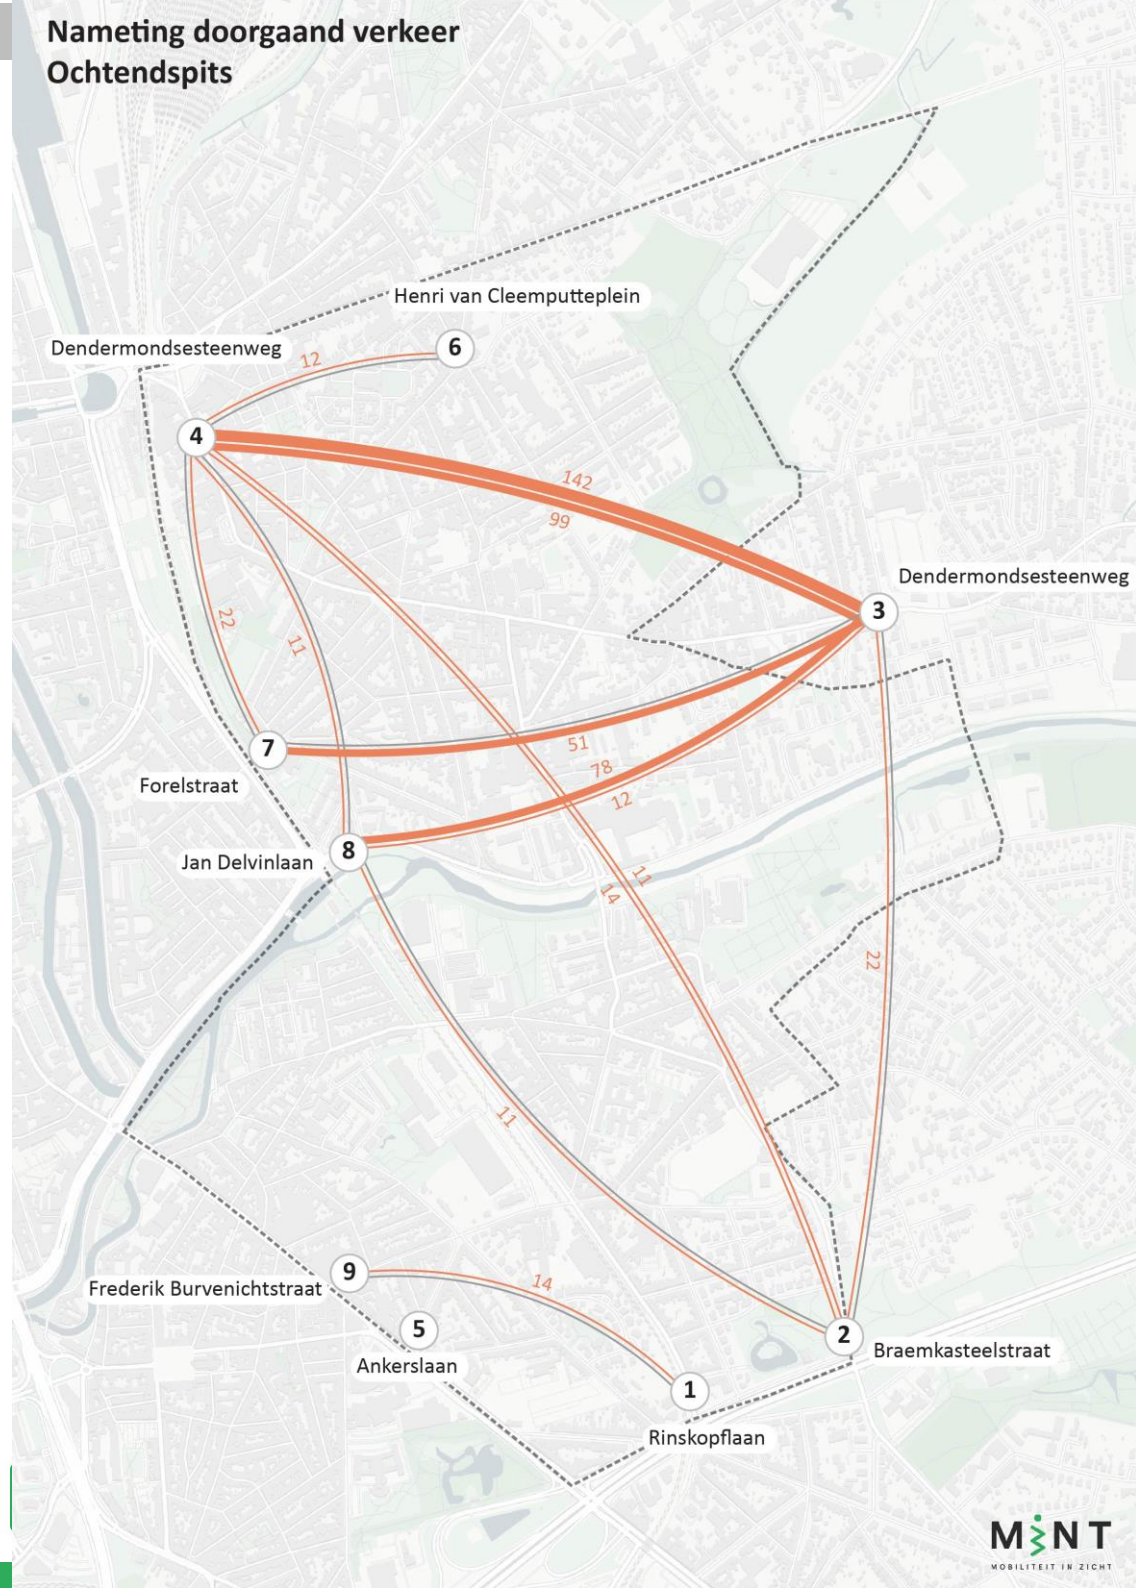 Nameting doorgaand verkeer
Ochtendspits
Henri van Cleemputteplein
Dendermondsesteenweg
6
12
4
142
99
Dendermondsesteenweg
3
22
11
7
51
78
12
Forelstraat
Jan Delvinlaan
8
11
14
22
11
9
14
Frederik Burvenichtstraat
5
2
Ankerslaan
Braemkasteelstraat
1
Rinskopflaan
MINT
MOBILITEIT IN ZICHT